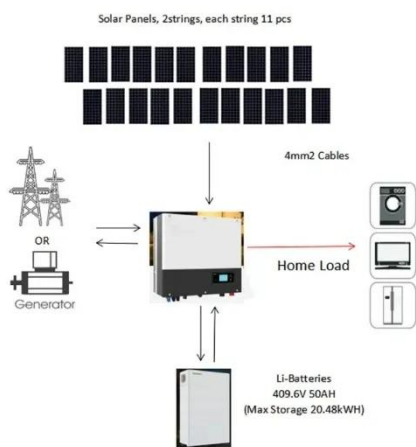 Solar Panels, 2strings, each string 11 pcs
4mm2 Cables
OR
Generator
Home Load
Li-Batteries
409.6V 50AH
(Max Storage 20.48kWH)